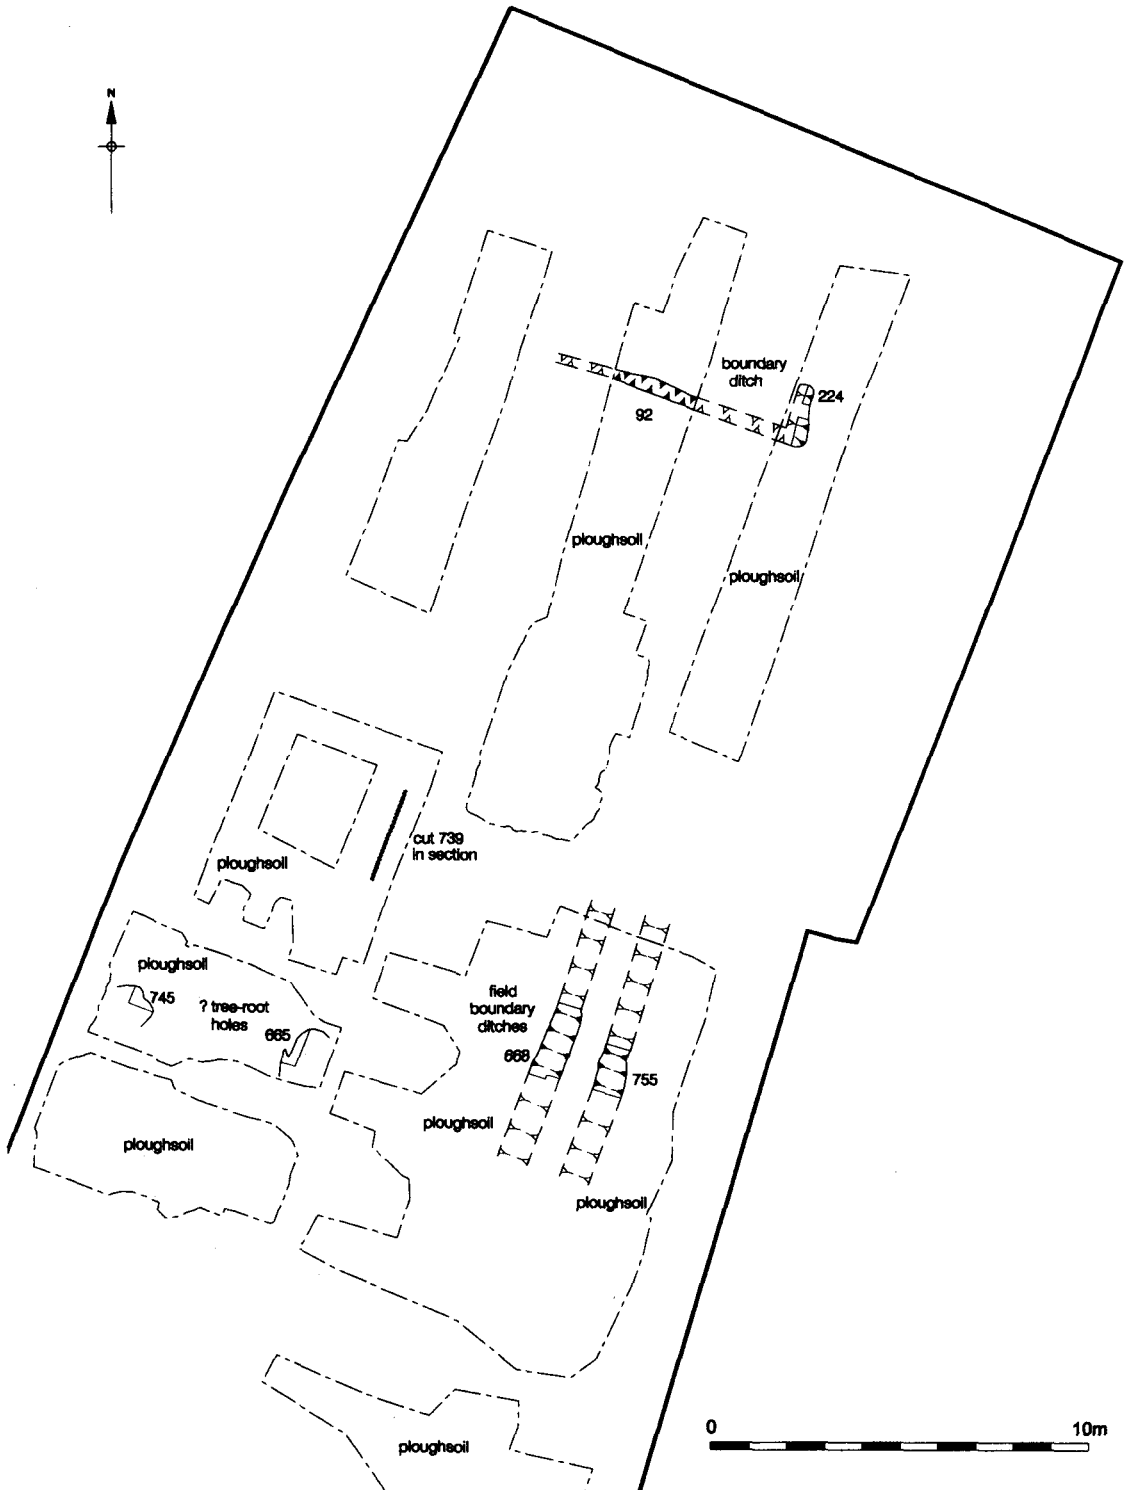 N
boundary
ditch
224
92
ploughsoil
ploughsoil
cut 739
in section
ploughsoil
ploughsoil
745
? tree-root
holes
665
field
boundary
ditches
668
755
ploughsoil
ploughsoil
ploughsoil
ploughsoil
0
10m